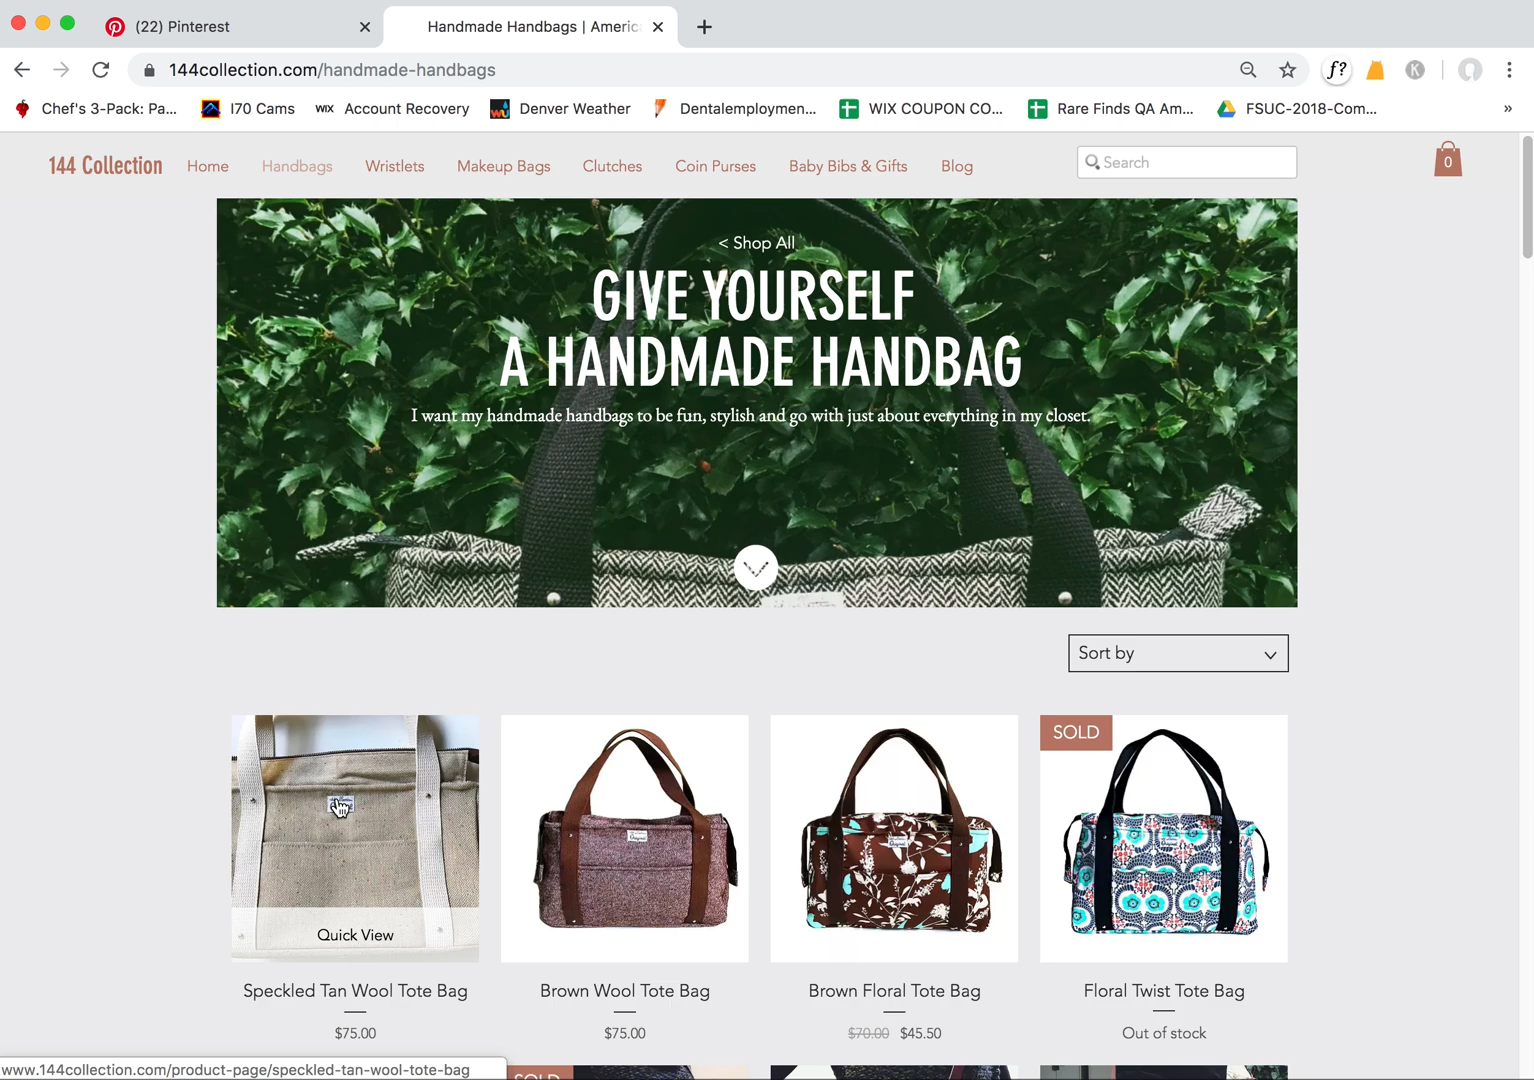 (22) Pinterest
Handmade Handbags | America
144collection.com/handmade-handbags
Chef's 3-Pack: Pa...
I70 Cams
WIX Account Recovery
Denver Weather
Dentalemploymen...
WIX COUPON CO...
Rare Finds QA Am...
FSUC-2018-Com...
»
144 Collection
Home
Handbags
Wristlets
Makeup Bags
Clutches
Coin Purses
Baby Bibs & Gifts
Blog
Search
0
< Shop All
GIVE YOURSELF
A HANDMADE HANDBAG
I want my handmade handbags to be fun, stylish and go with just about everything in my closet.
Sort by
SOLD
Quick View
Speckled Tan Wool Tote Bag
Brown Wool Tote Bag
Brown Floral Tote Bag
Floral Twist Tote Bag
$75.00
$75.00
$70.00 $45.50
Out of stock
www.144collection.com/product-page/speckled-tan-wool-tote-bag
SOLD